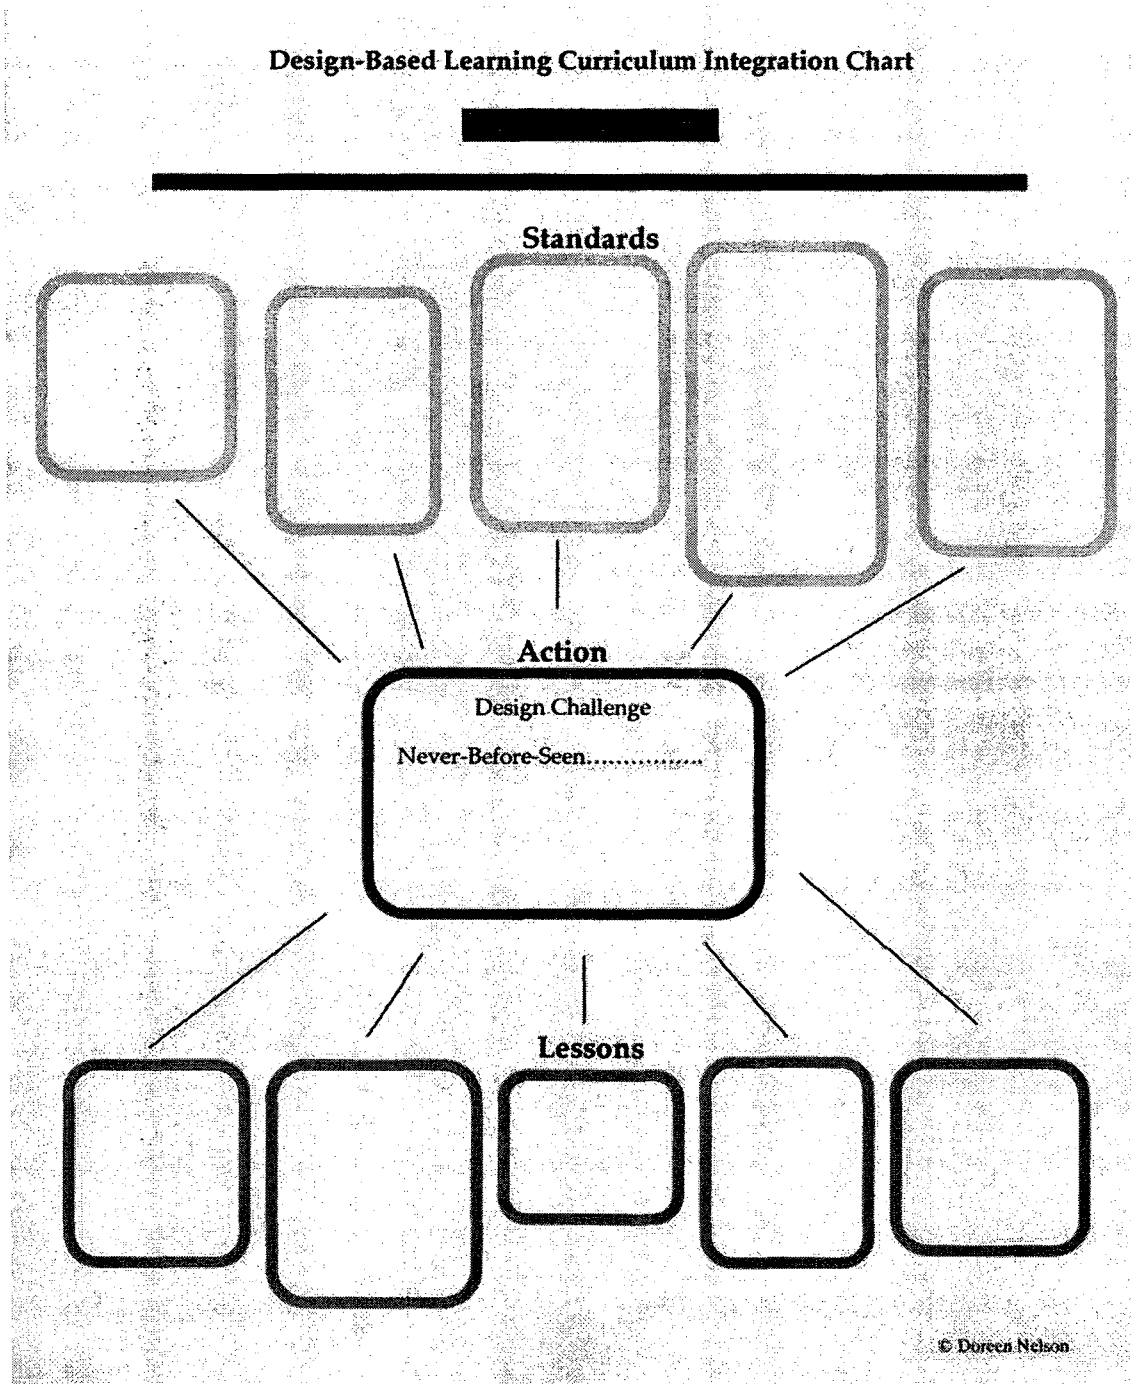 Design-Based Learning Curriculum Integration Chart
Standards
Action
Design Challenge
Never-Before-Seen................
Lessons
© Doreen Nelson